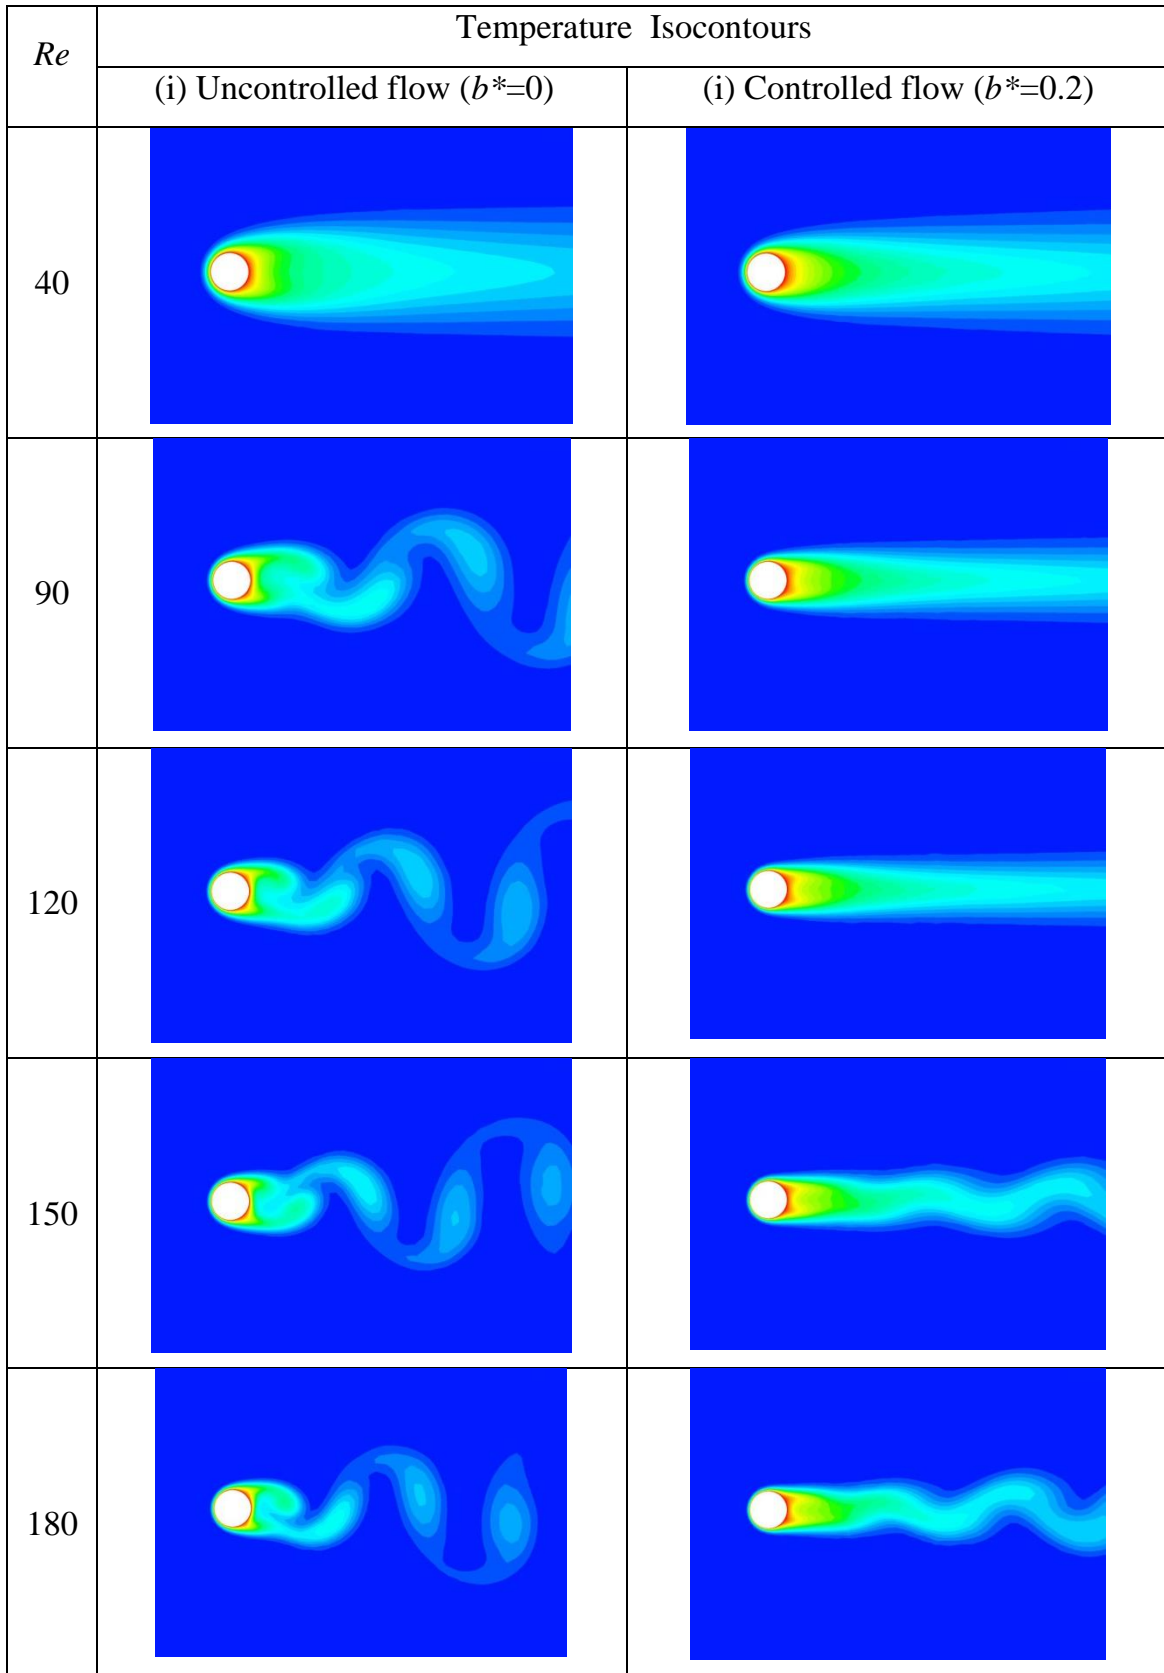 Re
Temperature Isocontours
(i) Uncontrolled flow (b*=0)
(i) Controlled flow (b*=0.2)
40
90
120
150
180